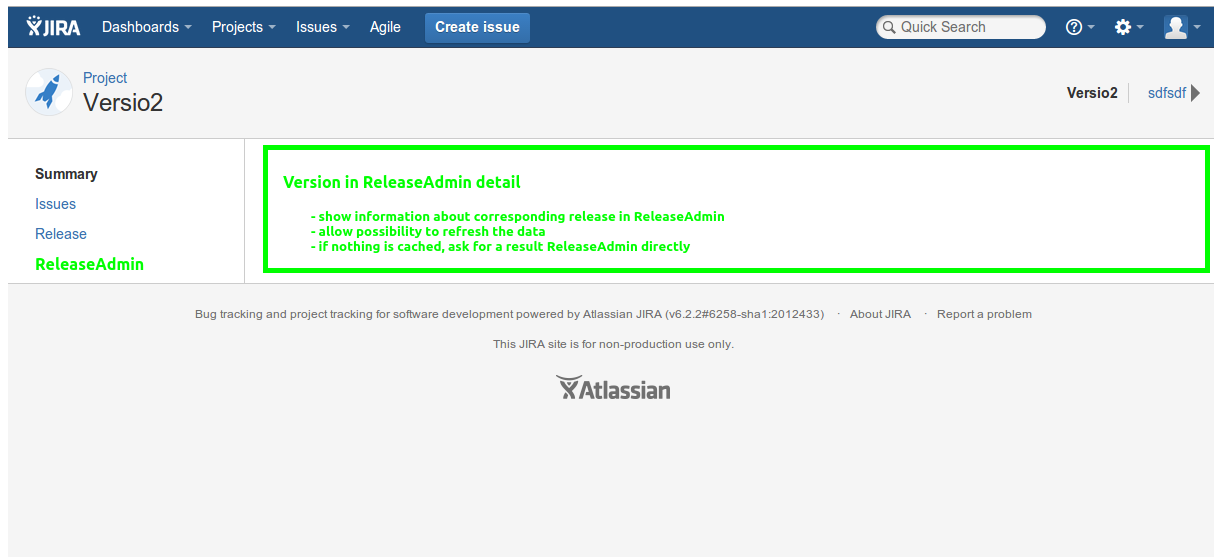 JIRA Dashboards Projects Issues Agile Create issue Quick Search
Project
Versio2
Versio2 sdfsdf
Summary
Issues
Release
ReleaseAdmin
Version in ReleaseAdmin detail
- show information about corresponding release in ReleaseAdmin
- allow possibility to refresh the data
- if nothing is cached, ask for a result ReleaseAdmin directly
Bug tracking and project tracking for software development powered by Atlassian JIRA (v6.2.2#6258-sha1:2012433) · About JIRA · Report a problem
This JIRA site is for non-production use only.
Atlassian